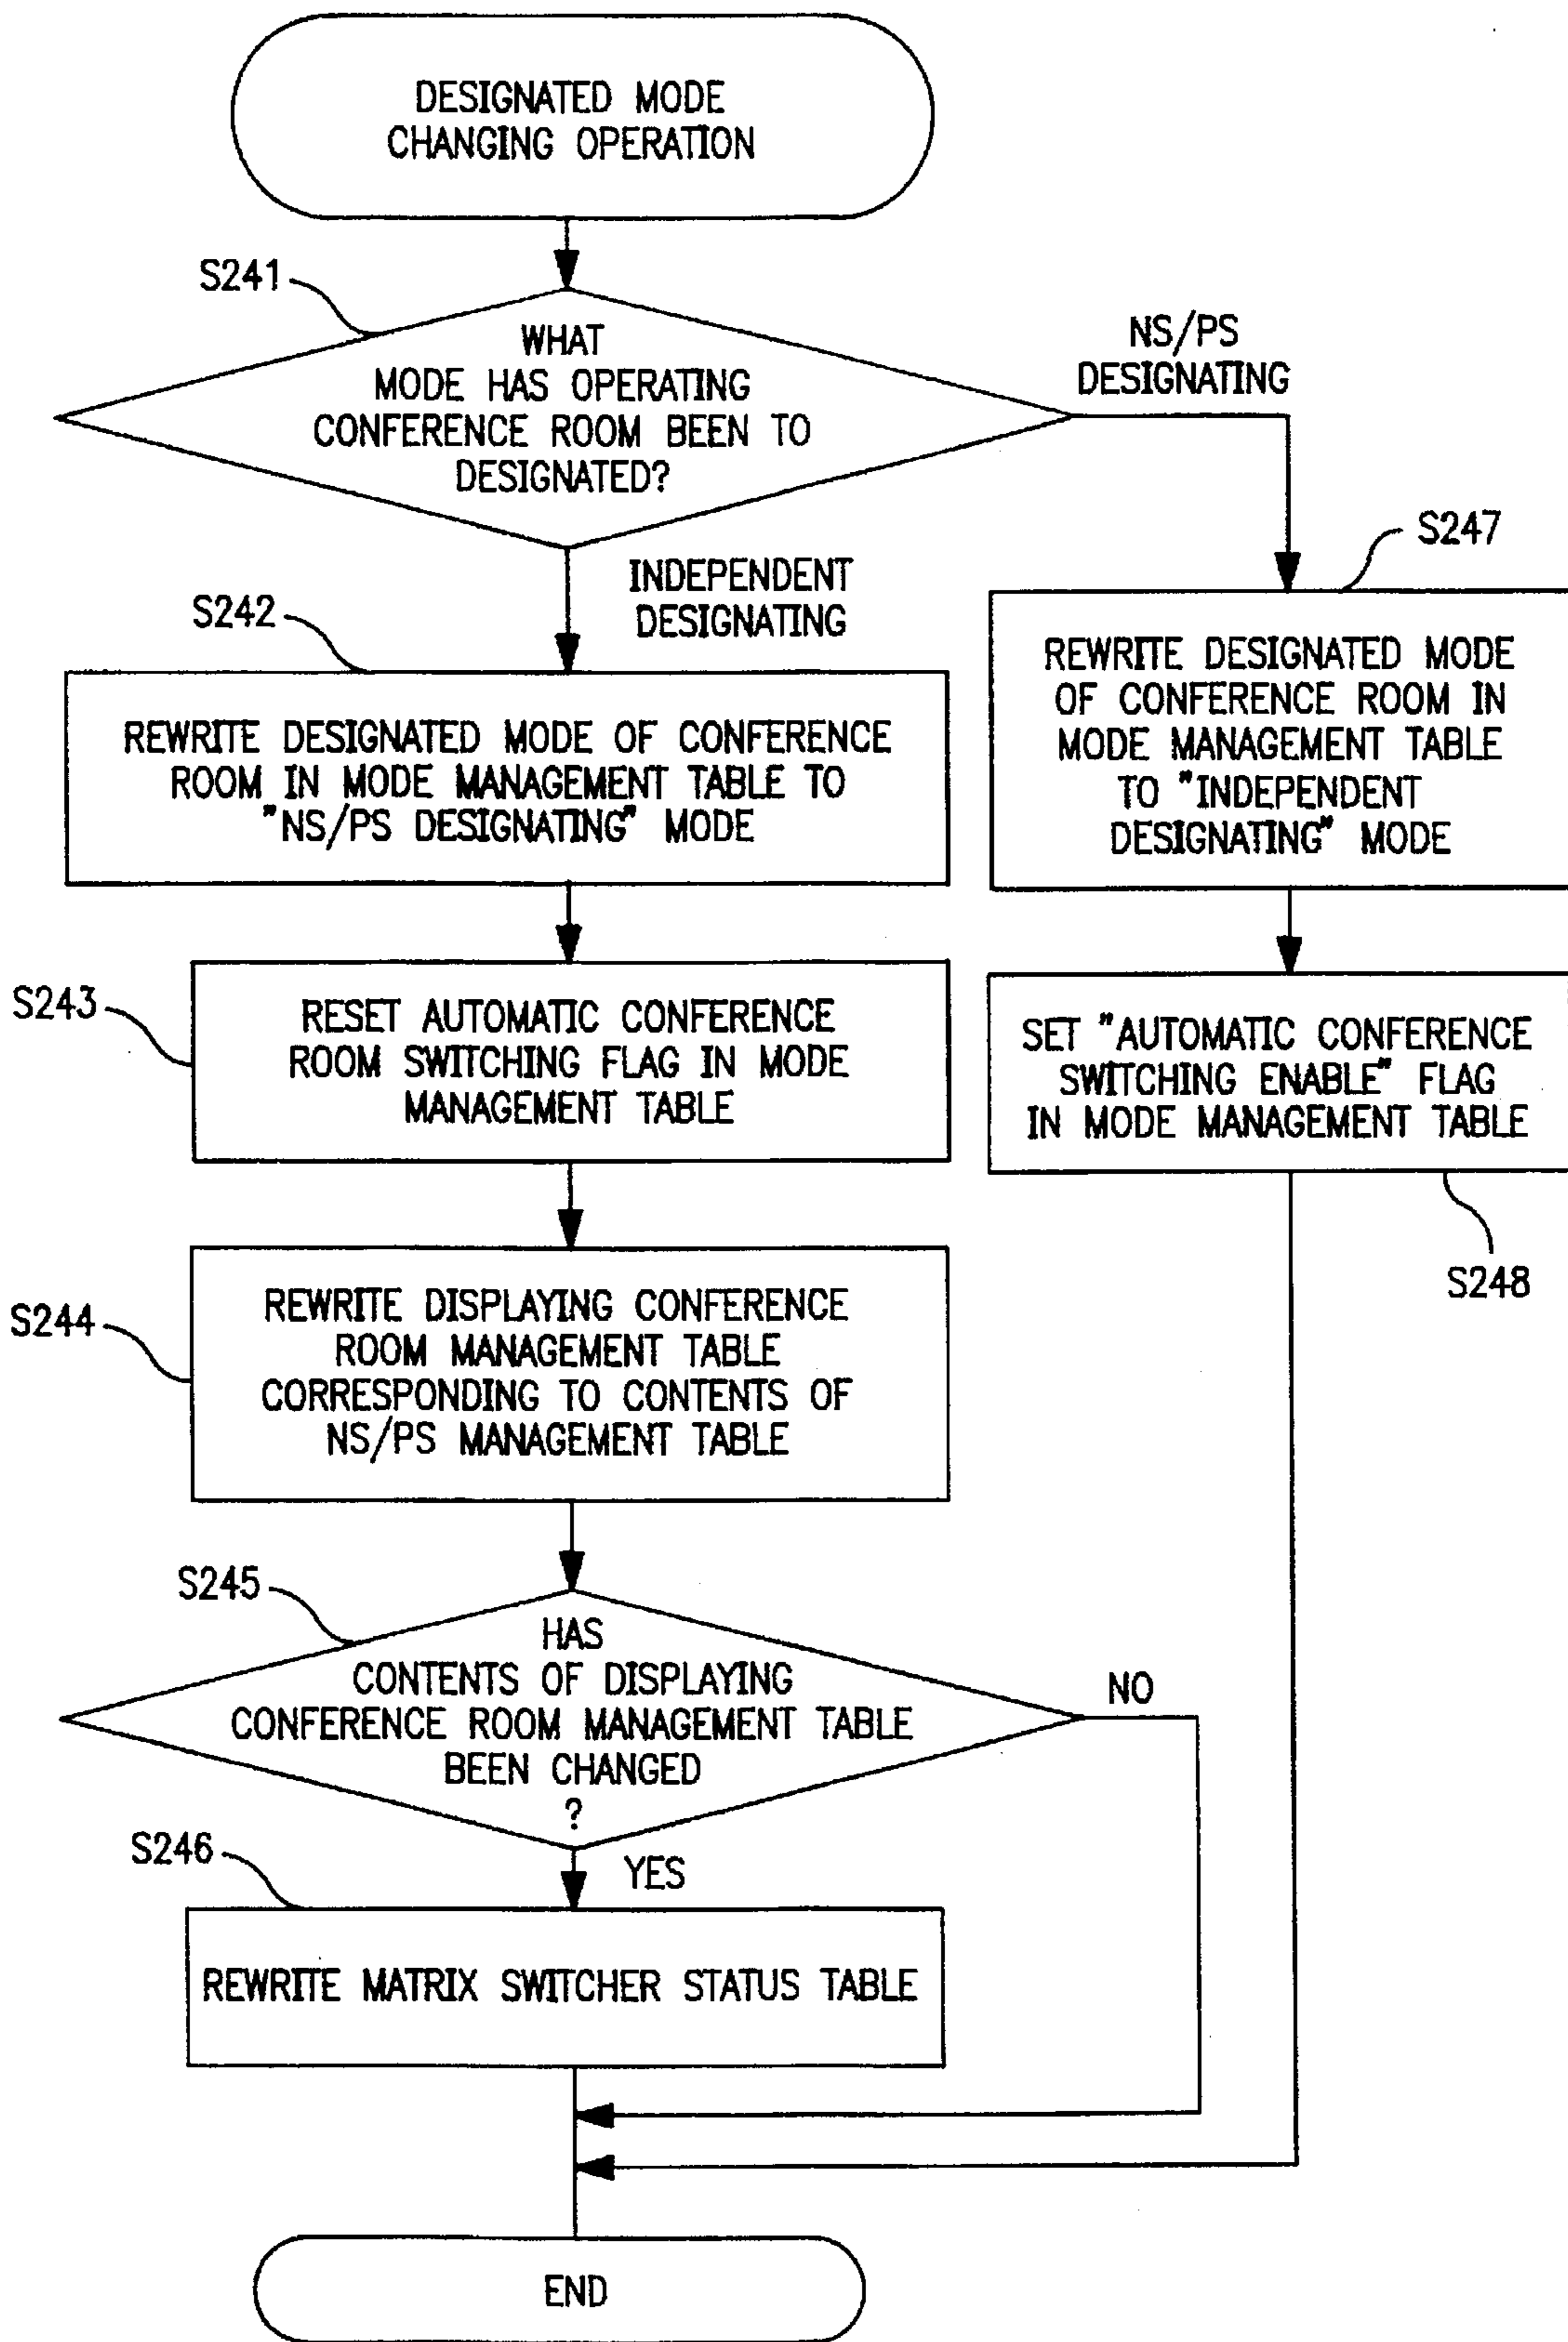 DESIGNATED MODE
CHANGING OPERATION
S241
WHAT
MODE HAS OPERATING
CONFERENCE ROOM BEEN TO
DESIGNATED?
NS/PS
DESIGNATING
INDEPENDENT
DESIGNATING
S242
REWRITE DESIGNATED MODE OF CONFERENCE
ROOM IN MODE MANAGEMENT TABLE TO
"NS/PS DESIGNATING" MODE
S247
REWRITE DESIGNATED MODE
OF CONFERENCE ROOM IN
MODE MANAGEMENT TABLE
TO "INDEPENDENT
DESIGNATING" MODE
S243
RESET AUTOMATIC CONFERENCE
ROOM SWITCHING FLAG IN MODE
MANAGEMENT TABLE
SET "AUTOMATIC CONFERENCE
SWITCHING ENABLE" FLAG
IN MODE MANAGEMENT TABLE
S248
S244
REWRITE DISPLAYING CONFERENCE
ROOM MANAGEMENT TABLE
CORRESPONDING TO CONTENTS OF
NS/PS MANAGEMENT TABLE
S245
HAS
CONTENTS OF DISPLAYING
CONFERENCE ROOM MANAGEMENT TABLE
BEEN CHANGED
?
NO
YES
S246
REWRITE MATRIX SWITCHER STATUS TABLE
END